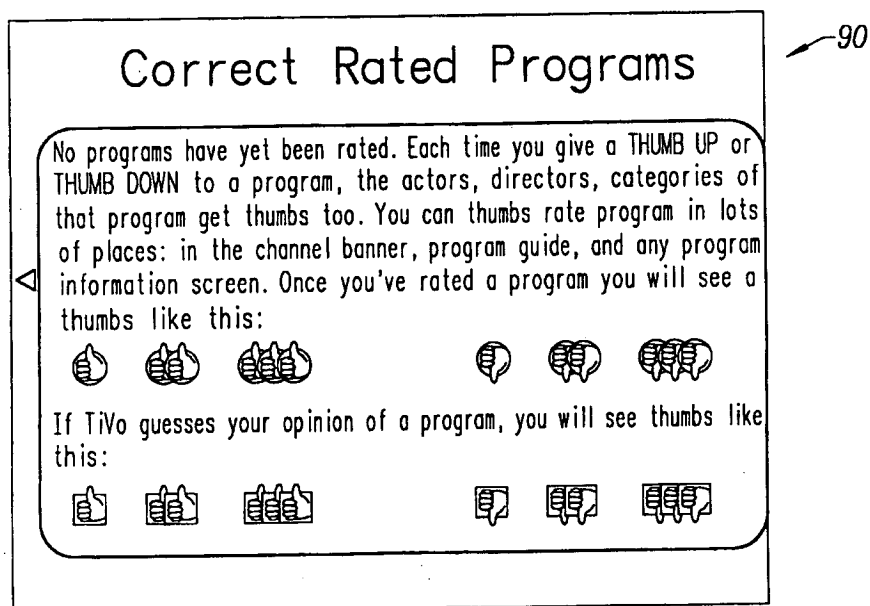 Correct Rated Programs
90
No programs have yet been rated. Each time you give a THUMB UP or
THUMB DOWN to a program, the actors, directors, categories of
that program get thumbs too. You can thumbs rate program in lots
of places: in the channel banner, program guide, and any program
information screen. Once you've rated a program you will see a
thumbs like this:
If TiVo guesses your opinion of a program, you will see thumbs like
this: